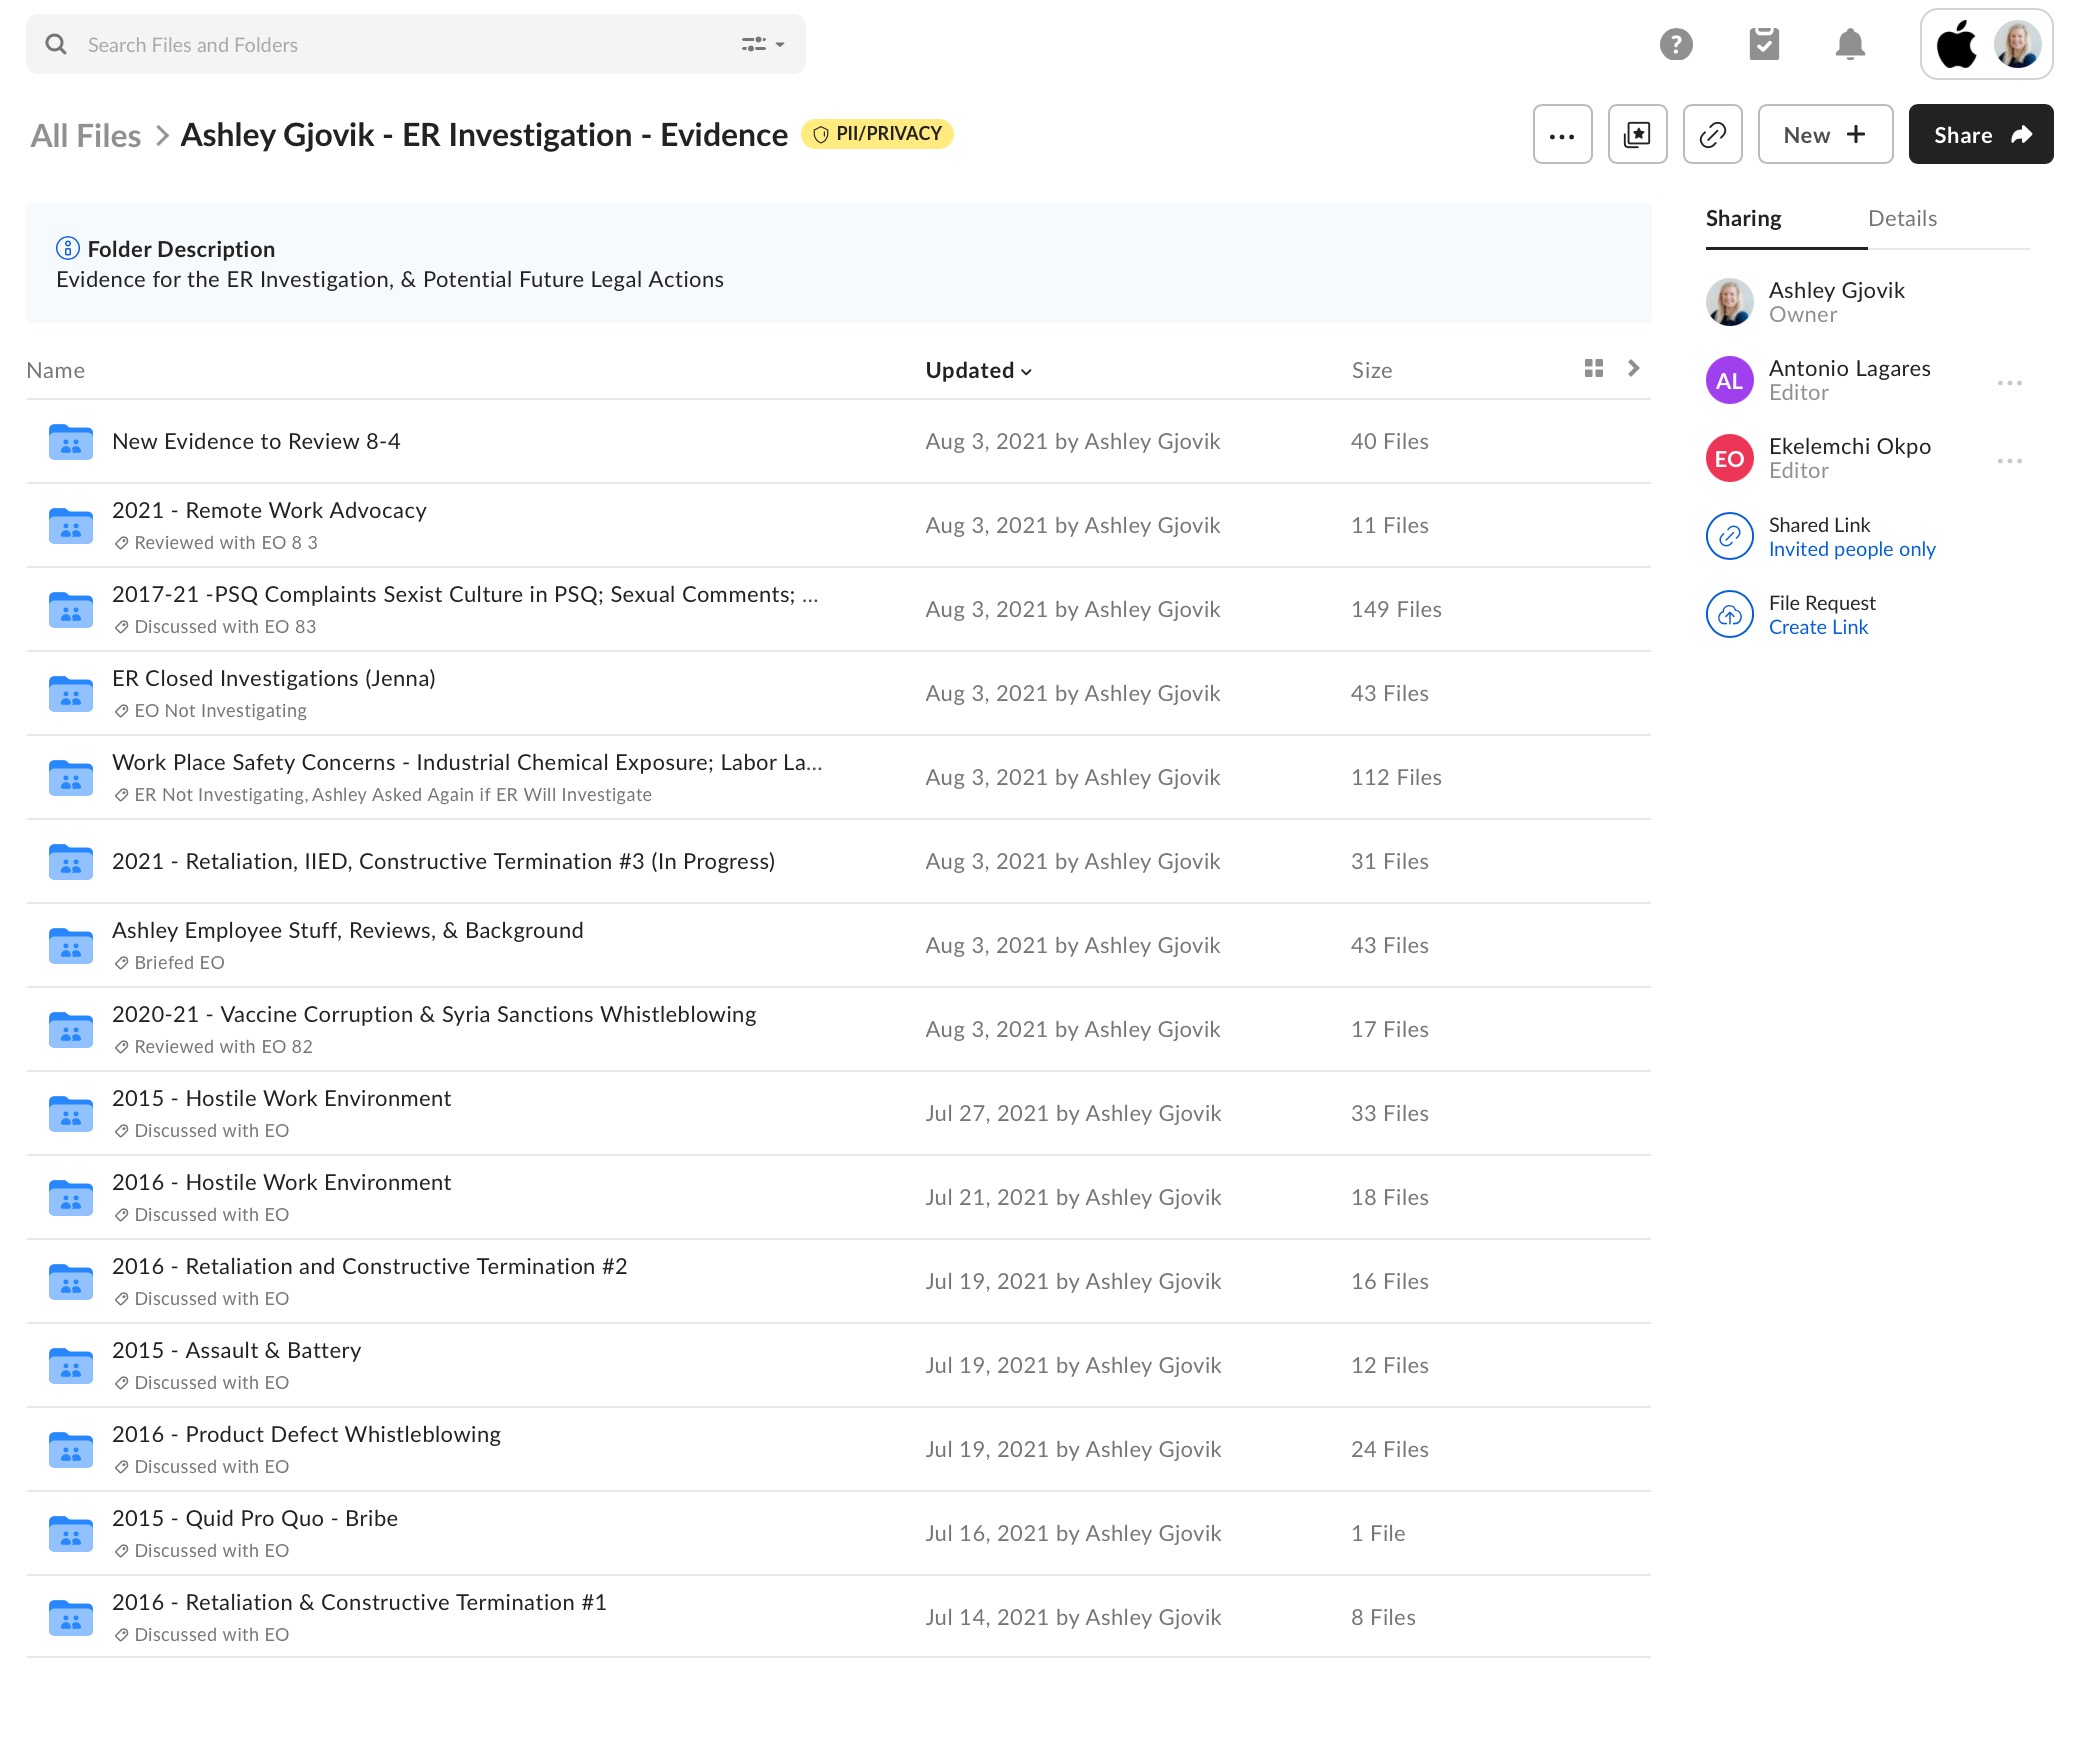 Search Files and Folders
All Files > Ashley Gjovik - ER Investigation - Evidence PII/PRIVACY
New +
Share
Folder Description
Evidence for the ER Investigation, & Potential Future Legal Actions
Name Updated Size
New Evidence to Review 8-4 Aug 3, 2021 by Ashley Gjovik 40 Files
2021 - Remote Work Advocacy Aug 3, 2021 by Ashley Gjovik 11 Files
Reviewed with EO 8 3
2017-21 -PSQ Complaints Sexist Culture in PSQ; Sexual Comments; ... Aug 3, 2021 by Ashley Gjovik 149 Files
Discussed with EO 83
ER Closed Investigations (Jenna) Aug 3, 2021 by Ashley Gjovik 43 Files
EO Not Investigating
Work Place Safety Concerns - Industrial Chemical Exposure; Labor La... Aug 3, 2021 by Ashley Gjovik 112 Files
ER Not Investigating, Ashley Asked Again if ER Will Investigate
2021 - Retaliation, IIED, Constructive Termination #3 (In Progress) Aug 3, 2021 by Ashley Gjovik 31 Files
Ashley Employee Stuff, Reviews, & Background Aug 3, 2021 by Ashley Gjovik 43 Files
Briefed EO
2020-21 - Vaccine Corruption & Syria Sanctions Whistleblowing Aug 3, 2021 by Ashley Gjovik 17 Files
Reviewed with EO 82
2015 - Hostile Work Environment Jul 27, 2021 by Ashley Gjovik 33 Files
Discussed with EO
2016 - Hostile Work Environment Jul 21, 2021 by Ashley Gjovik 18 Files
Discussed with EO
2016 - Retaliation and Constructive Termination #2 Jul 19, 2021 by Ashley Gjovik 16 Files
Discussed with EO
2015 - Assault & Battery Jul 19, 2021 by Ashley Gjovik 12 Files
Discussed with EO
2016 - Product Defect Whistleblowing Jul 19, 2021 by Ashley Gjovik 24 Files
Discussed with EO
2015 - Quid Pro Quo - Bribe Jul 16, 2021 by Ashley Gjovik 1 File
Discussed with EO
2016 - Retaliation & Constructive Termination #1 Jul 14, 2021 by Ashley Gjovik 8 Files
Discussed with EO
Sharing Details
Ashley Gjovik
Owner
AL Antonio Lagares
Editor
EO Ekelemchi Okpo
Editor
Shared Link
Invited people only
File Request
Create Link